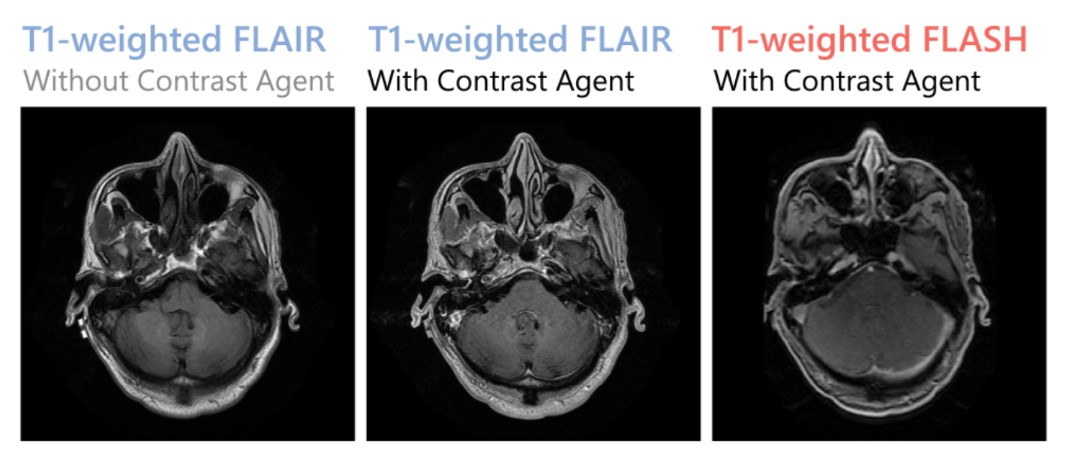 T1-weighted FLAIR
Without Contrast Agent
T1-weighted FLAIR
With Contrast Agent
T1-weighted FLASH
With Contrast Agent